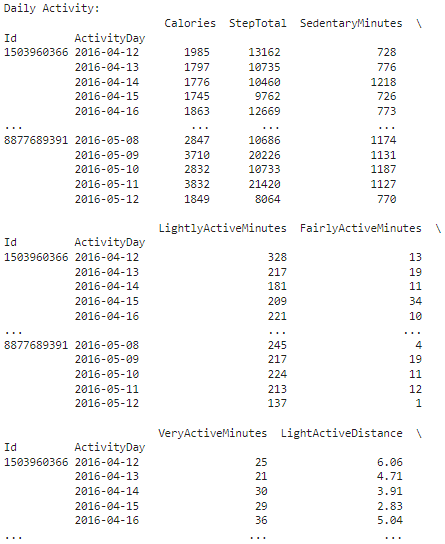 Daily Activity:
Calories StepTotal SedentaryMinutes \
Id ActivityDay
1503960366 2016-04-12 1985 13162 728
2016-04-13 1797 10735 776
2016-04-14 1776 10460 1218
2016-04-15 1745 9762 726
2016-04-16 1863 12669 773
... ... ... ...
8877689391 2016-05-08 2847 10686 1174
2016-05-09 3710 20226 1131
2016-05-10 2832 10733 1187
2016-05-11 3832 21420 1127
2016-05-12 1849 8064 770
LightlyActiveMinutes FairlyActiveMinutes \
Id ActivityDay
1503960366 2016-04-12 328 13
2016-04-13 217 19
2016-04-14 181 11
2016-04-15 209 34
2016-04-16 221 10
... ... ...
8877689391 2016-05-08 245 4
2016-05-09 217 19
2016-05-10 224 11
2016-05-11 213 12
2016-05-12 137 1
VeryActiveMinutes LightActiveDistance \
Id ActivityDay
1503960366 2016-04-12 25 6.06
2016-04-13 21 4.71
2016-04-14 30 3.91
2016-04-15 29 2.83
2016-04-16 36 5.04
... ... ...